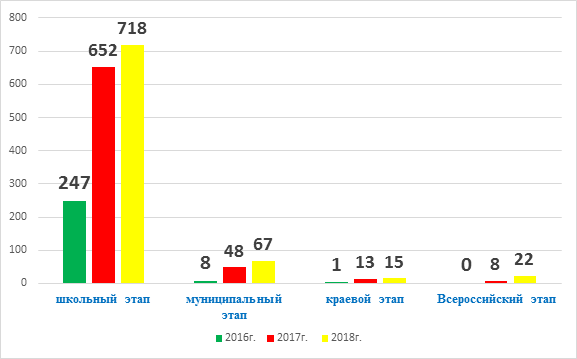 800
700
600
500
400
300
200
100
0
247
652
718
8
48
67
1
13
15
0
8
22
школьный этап
муниципальный
этап
краевой этап
Всероссийский этап
2016г.
2017г.
2018г.